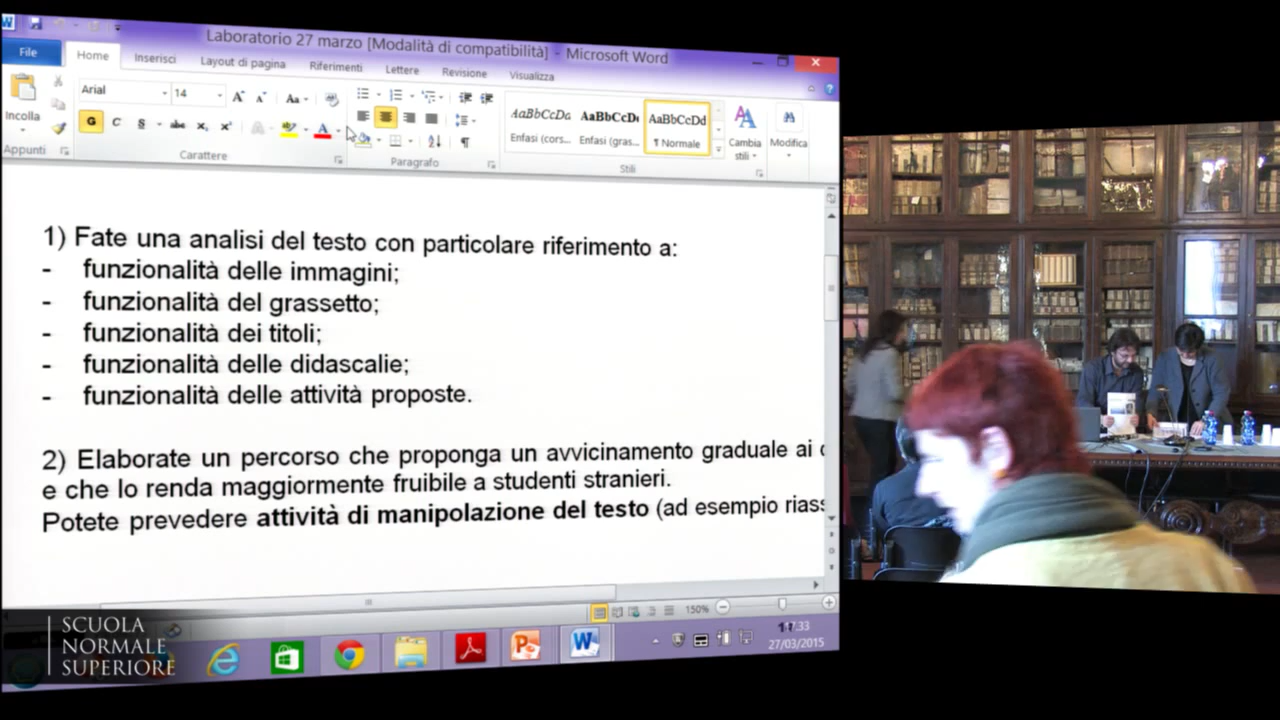 Laboratorio 27 marzo [Modalità di compatibilità] - Microsoft Word
File
Home
Inserisci
Layout di pagina
Riferimenti
Lettere
Revisione
Visualizza
Incolla
Appunti
Arial
14
Carattere
Paragrafo
AaBbCcDa
AaBbCcDc
AaBbCcDd
Enfasi (cors...
Enfasi (gras...
¶ Normale
Cambia
stili
Stili
Modifica
1) Fate una analisi del testo con particolare riferimento a:
- funzionalità delle immagini;
- funzionalità del grassetto;
- funzionalità dei titoli;
- funzionalità delle didascalie;
- funzionalità delle attività proposte.
2) Elaborate un percorso che proponga un avvicinamento graduale ai
e che lo renda maggiormente fruibile a studenti stranieri.
Potete prevedere attività di manipolazione del testo (ad esempio riass
150%
27/03/2015
SCUOLA
NORMALE
SUPERIORE